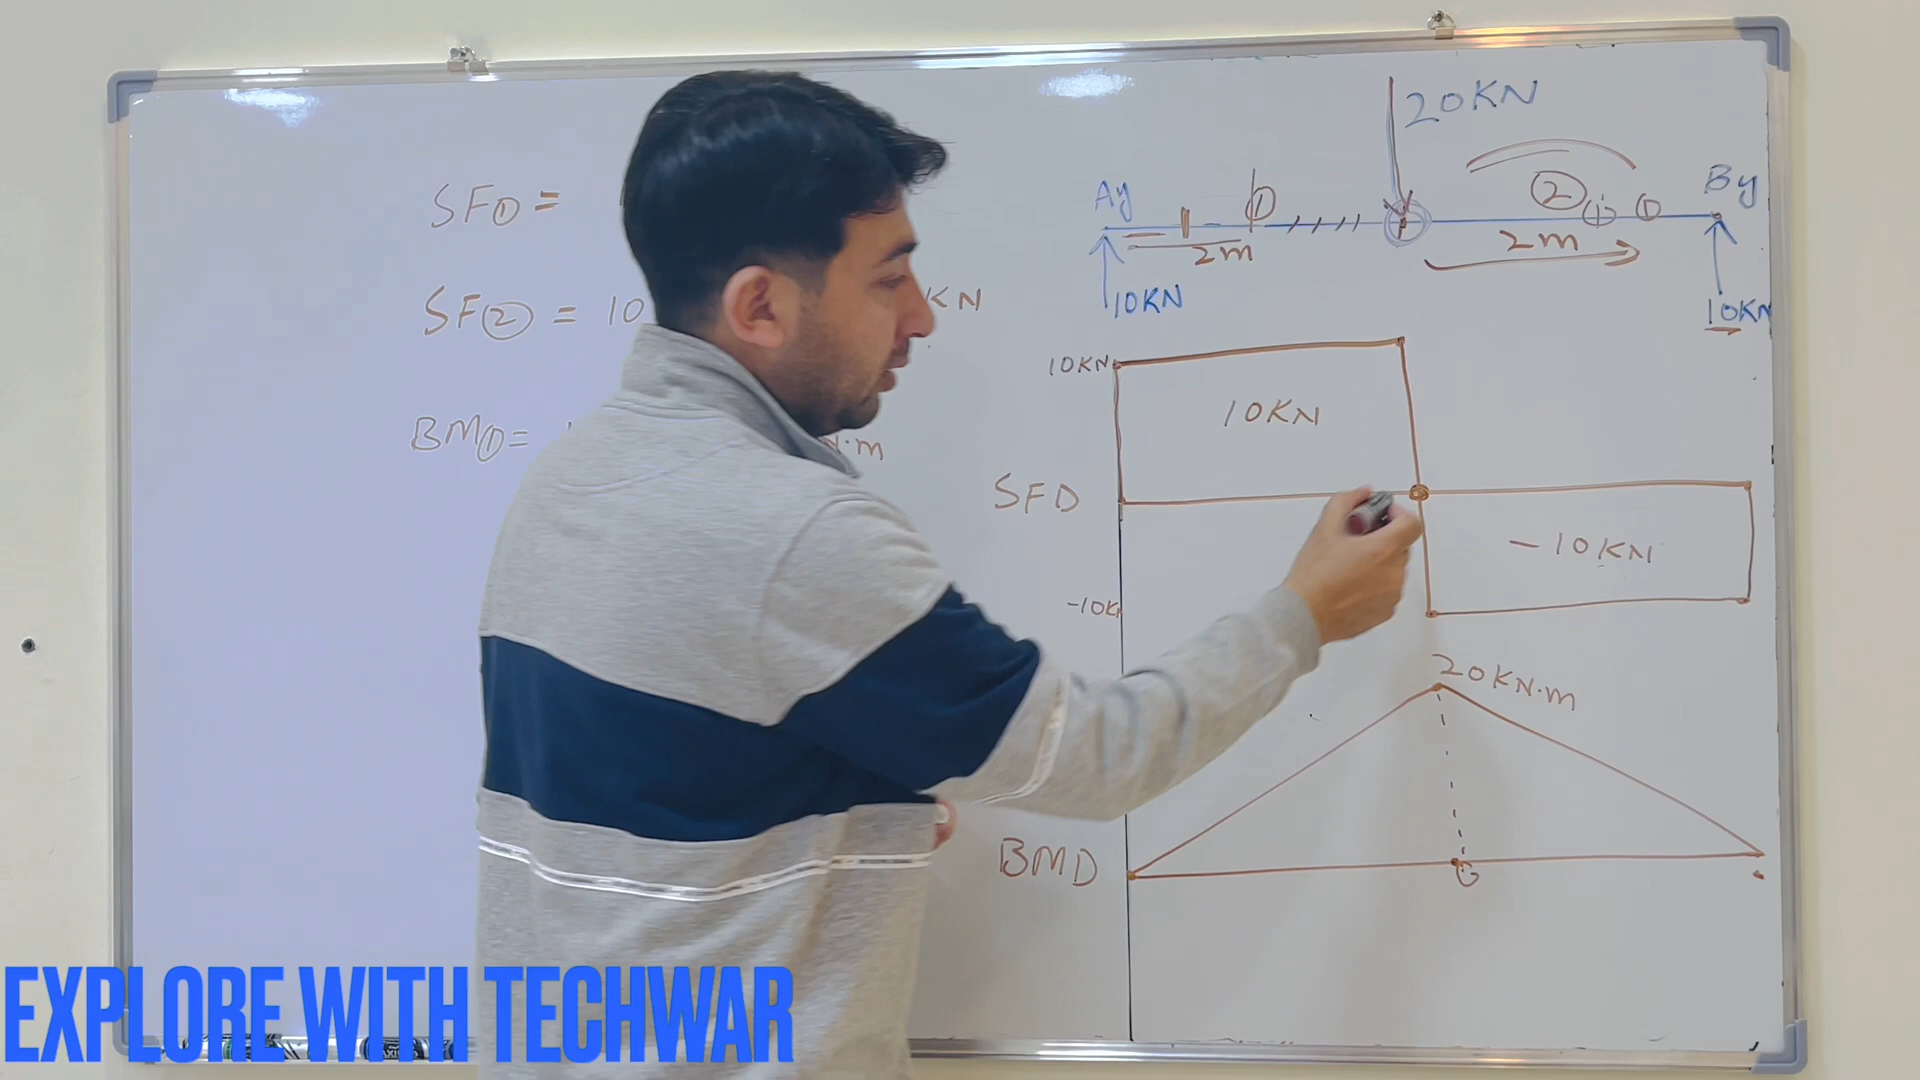 SF① =
SF② = 10 KN
BM①= N.m
20KN
Ay ① ② ① ① By
2m 2m
10KN 10KN
10KN
10KN
SFD
-10KN
-10K
20KN.m
BMD
EXPLORE WITH TECHWAR